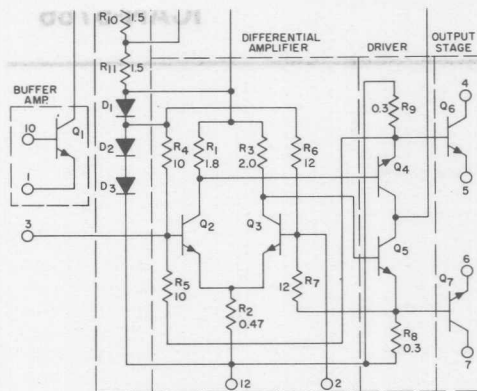 R10 1.5
R11 1.5
DIFFERENTIAL AMPLIFIER
DRIVER
OUTPUT STAGE
BUFFER AMP.
Q1
10
1
3
D1
D2
D3
R4 10
R1 1.8
R3 2.0
R6 12
0.3 R9
Q6
4
5
Q4
Q2
Q3
Q5
6
Q7
7
R5 10
12 R7
R2 0.47
R8 0.3
12
2